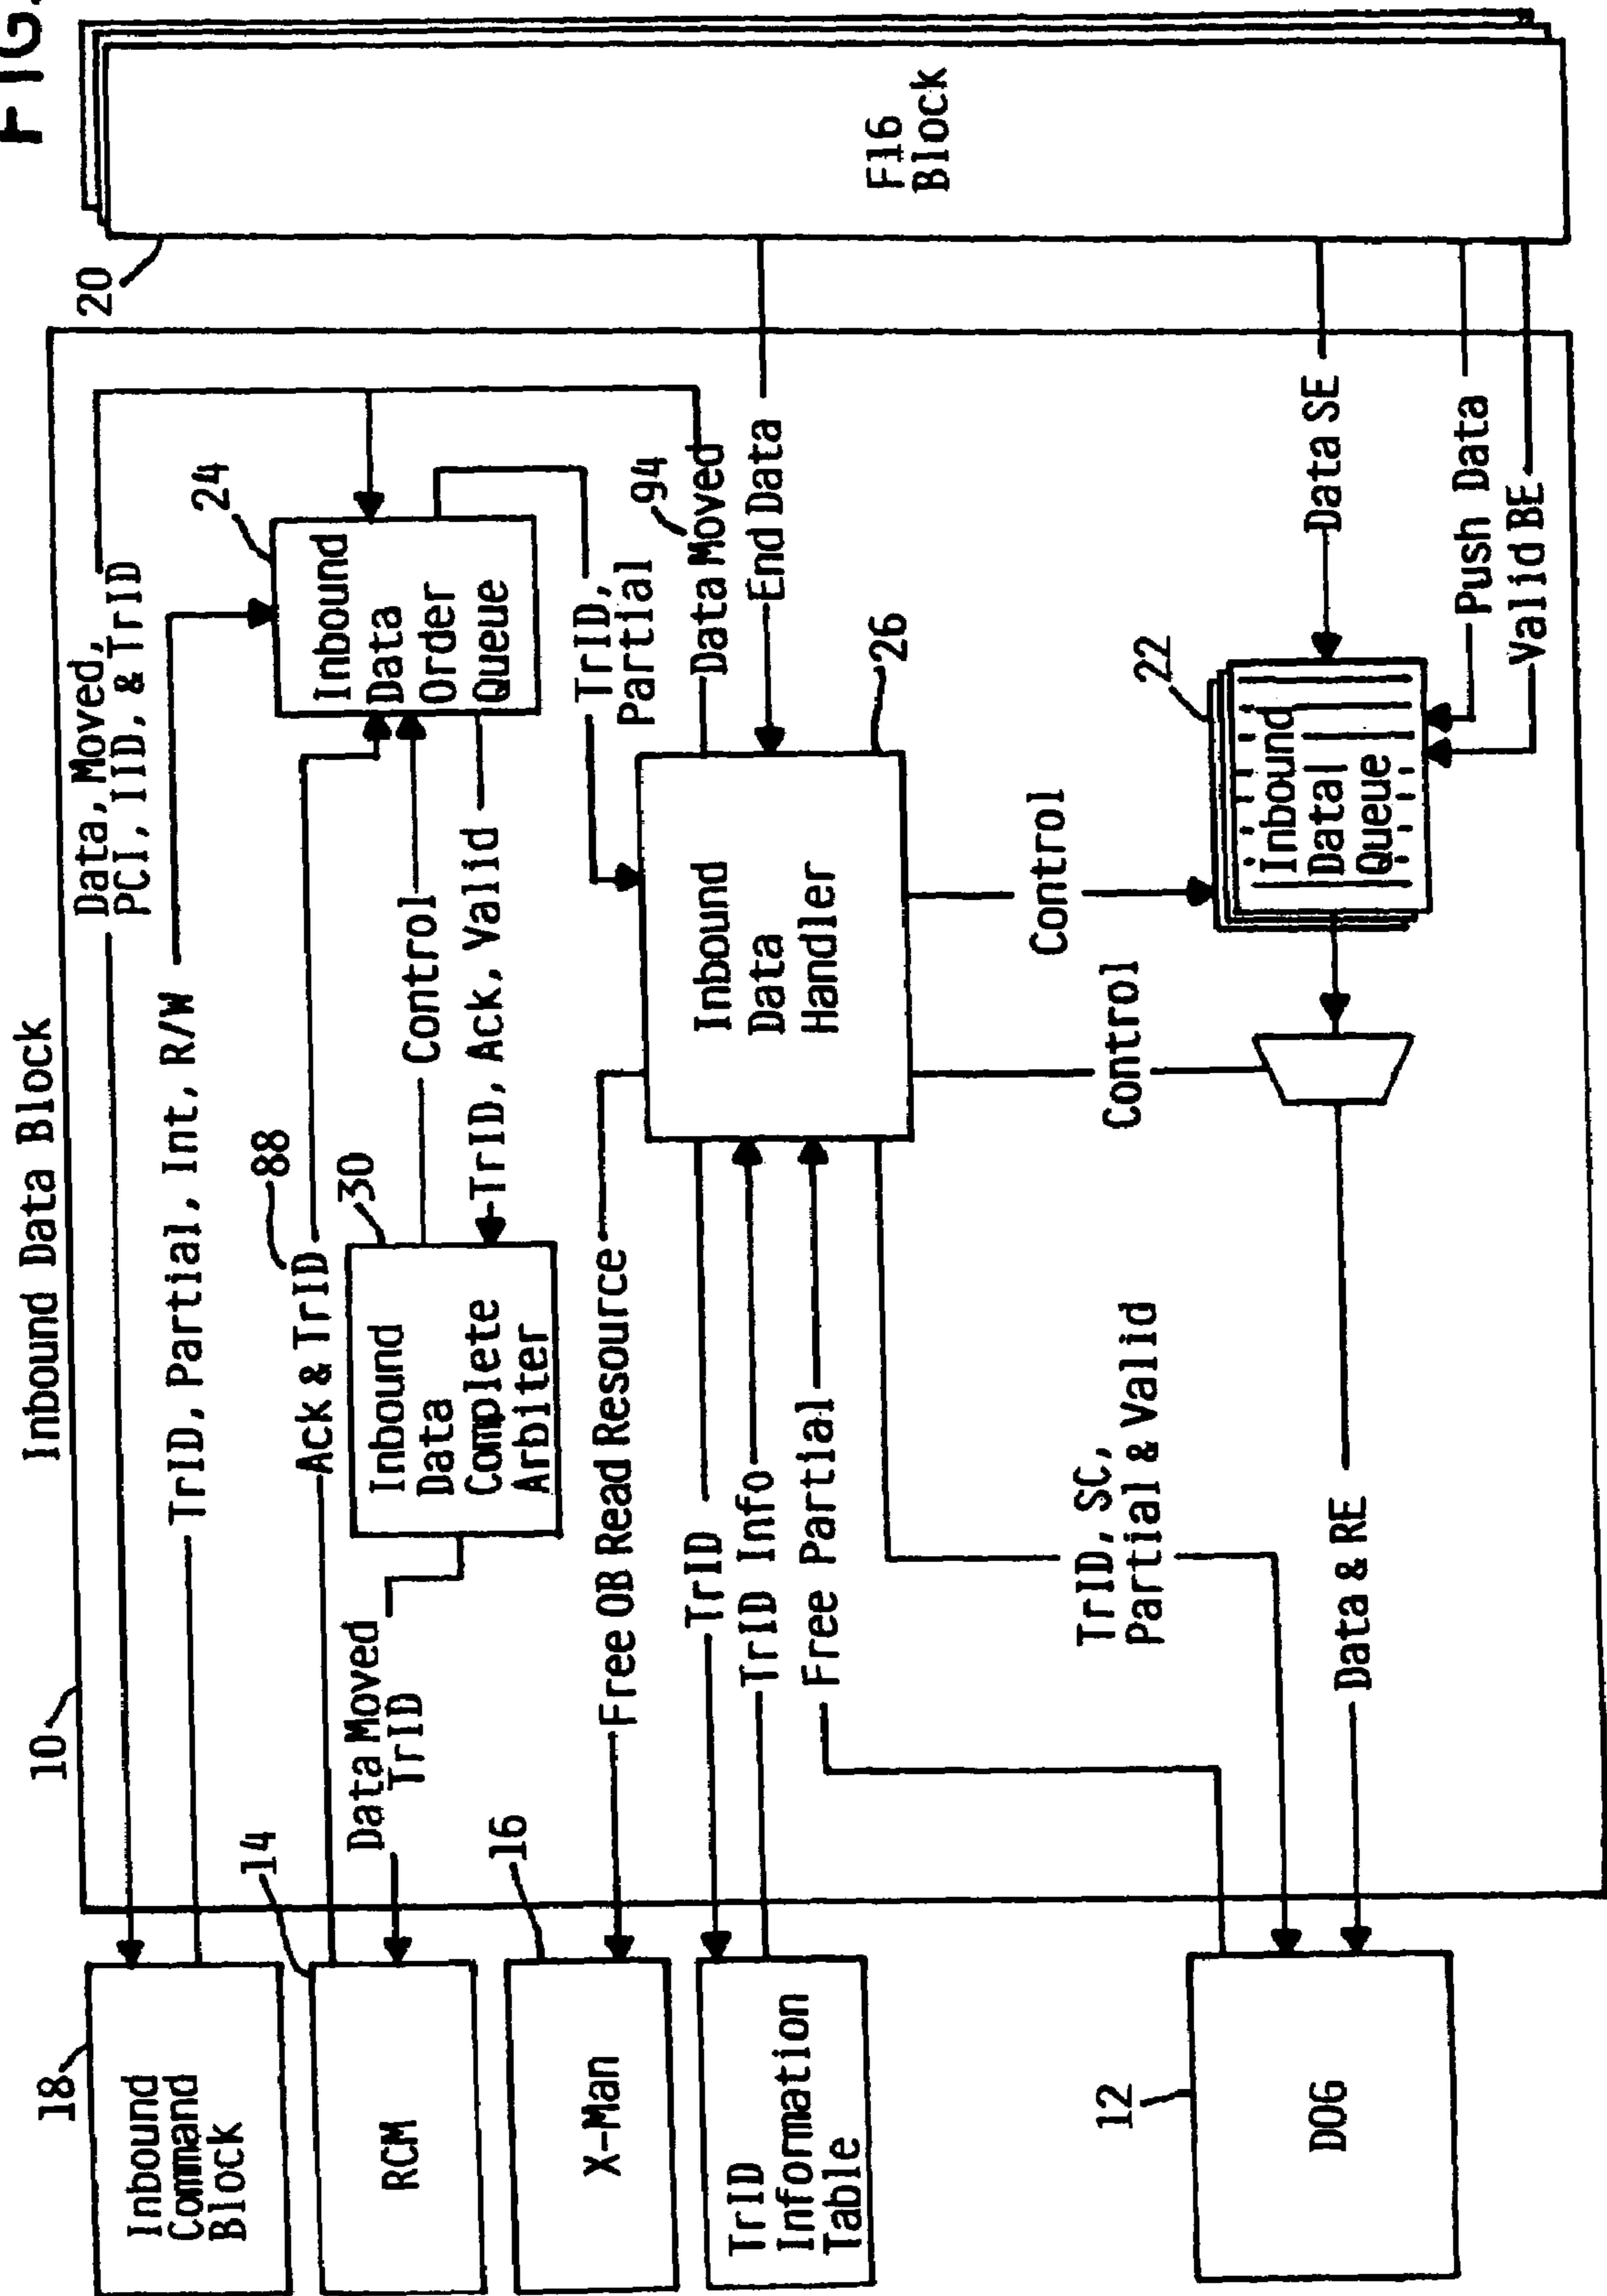 FIG.
Inbound Data Block
10
18
Inbound
Command
Block
Data, Moved,
PCI, IID, & TrID
TrID, Partial, Int, R/W
14
RCM
88
Ack & TrID
Data Moved
TrID
30
Inbound
Data
Complete
Arbiter
Control
TrID, Ack, Valid
24
Inbound
Data
Order
Queue
TrID,
Partial
94
Data Moved
End Data
16
X-Man
Free OB Read Resource
TrID
Information
Table
TrID
TrID Info
Free Partial
26
Inbound
Data
Handler
Control
Control
12
DOG
TrID, SC,
Partial & Valid
Data & RE
22
Inbound
Data
Queue
Data SE
Push Data
Valid BE
20
F16
Block